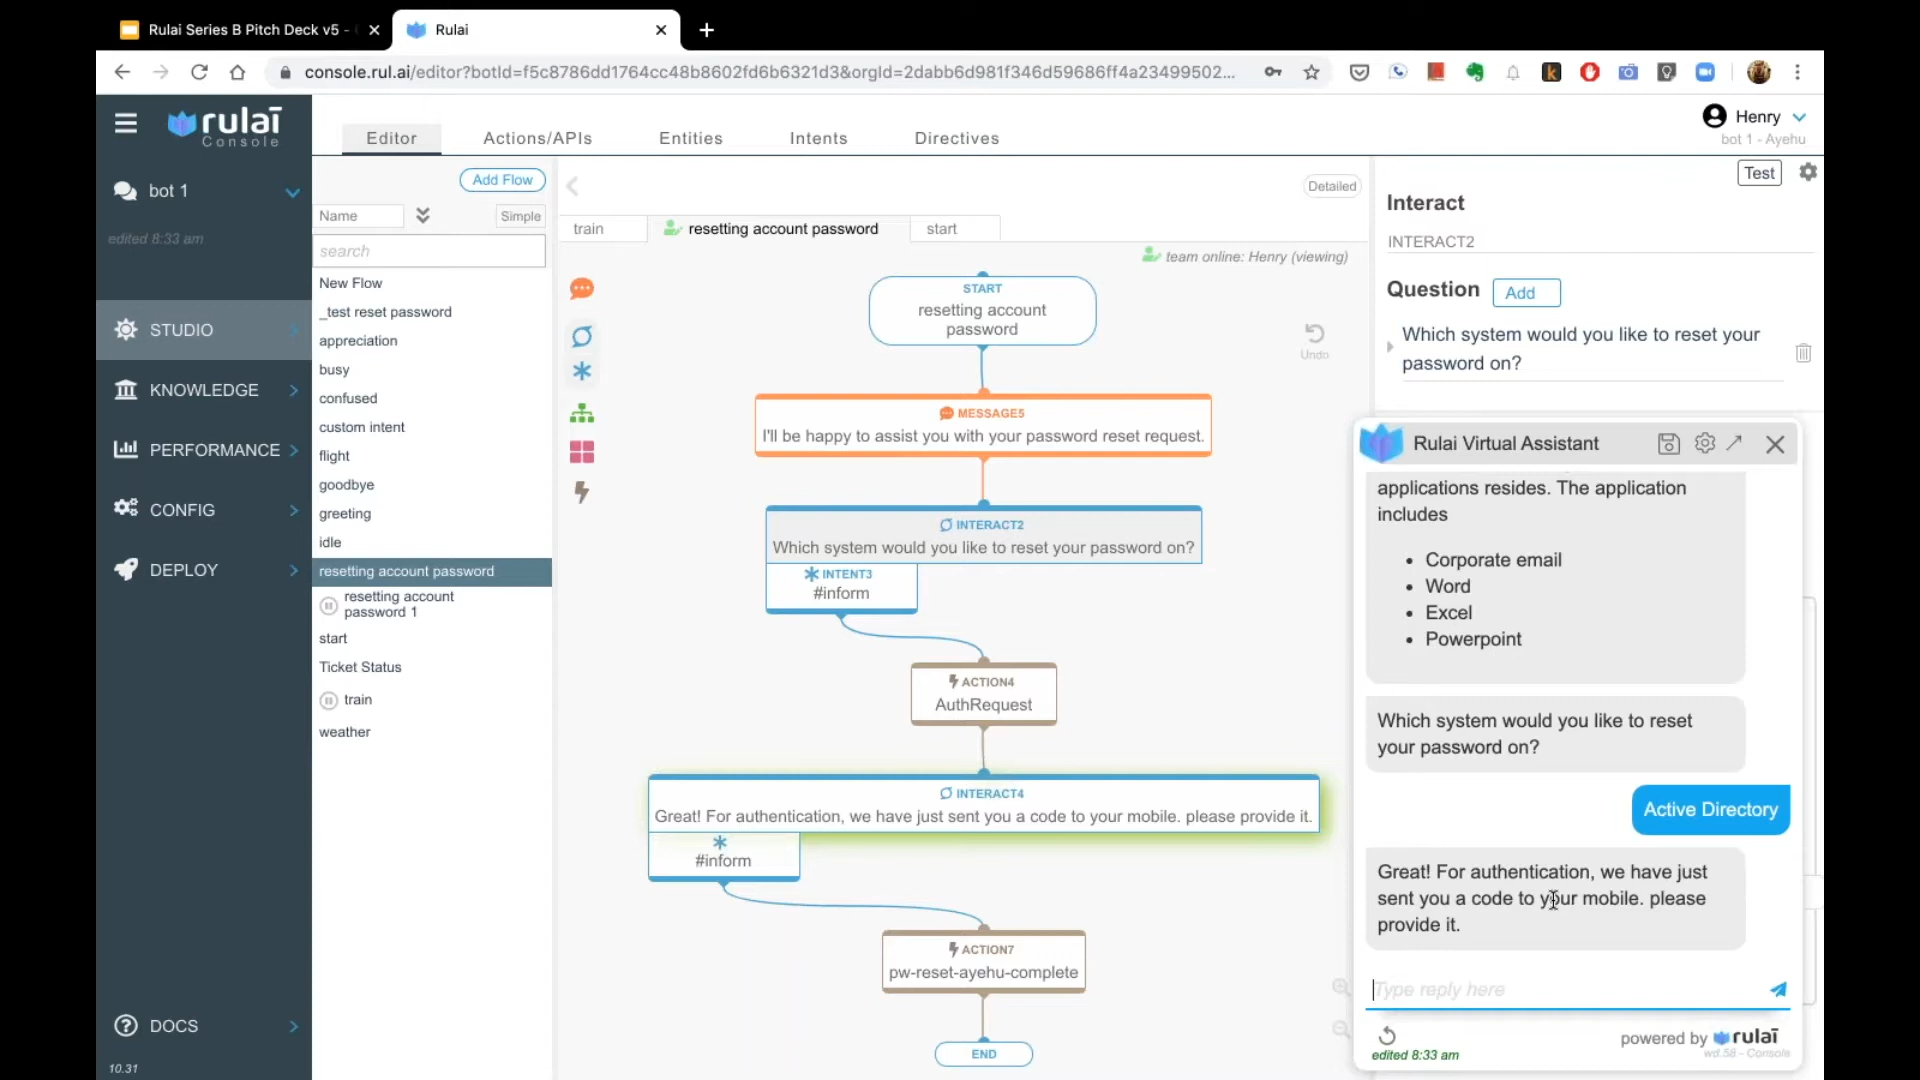 Rulai Series B Pitch Deck v5 -
Rulai
console.rul.ai/editor?botId=f5c8786dd1764cc48b8602fd6b6321d3&orgId=2dabb6d981f346d59686ff4a23499502...
rulai
Console
Editor
Actions/APIs
Entities
Intents
Directives
Henry
bot 1 - Ayehu
bot 1
edited 8:33 am
STUDIO
KNOWLEDGE
PERFORMANCE
CONFIG
DEPLOY
DOCS
10.31
Add Flow
Name
Simple
search
New Flow
_test reset password
appreciation
busy
confused
custom intent
flight
goodbye
greeting
idle
resetting account password
resetting account
password 1
start
Ticket Status
train
weather
Detailed
train
resetting account password
start
team online: Henry (viewing)
Undo
START
resetting account
password
MESSAGE5
I'll be happy to assist you with your password reset request.
INTERACT2
Which system would you like to reset your password on?
INTENT3
#inform
ACTION4
AuthRequest
INTERACT4
Great! For authentication, we have just sent you a code to your mobile. please provide it.
#inform
ACTION7
pw-reset-ayehu-complete
END
Test
Interact
INTERACT2
Question
Add
Which system would you like to reset your
password on?
Rulai Virtual Assistant
applications resides. The application
includes
• Corporate email
• Word
• Excel
• Powerpoint
Which system would you like to reset
your password on?
Active Directory
Great! For authentication, we have just
sent you a code to your mobile. please
provide it.
Type reply here
powered by rulai
edited 8:33 am
wd.58 - Console